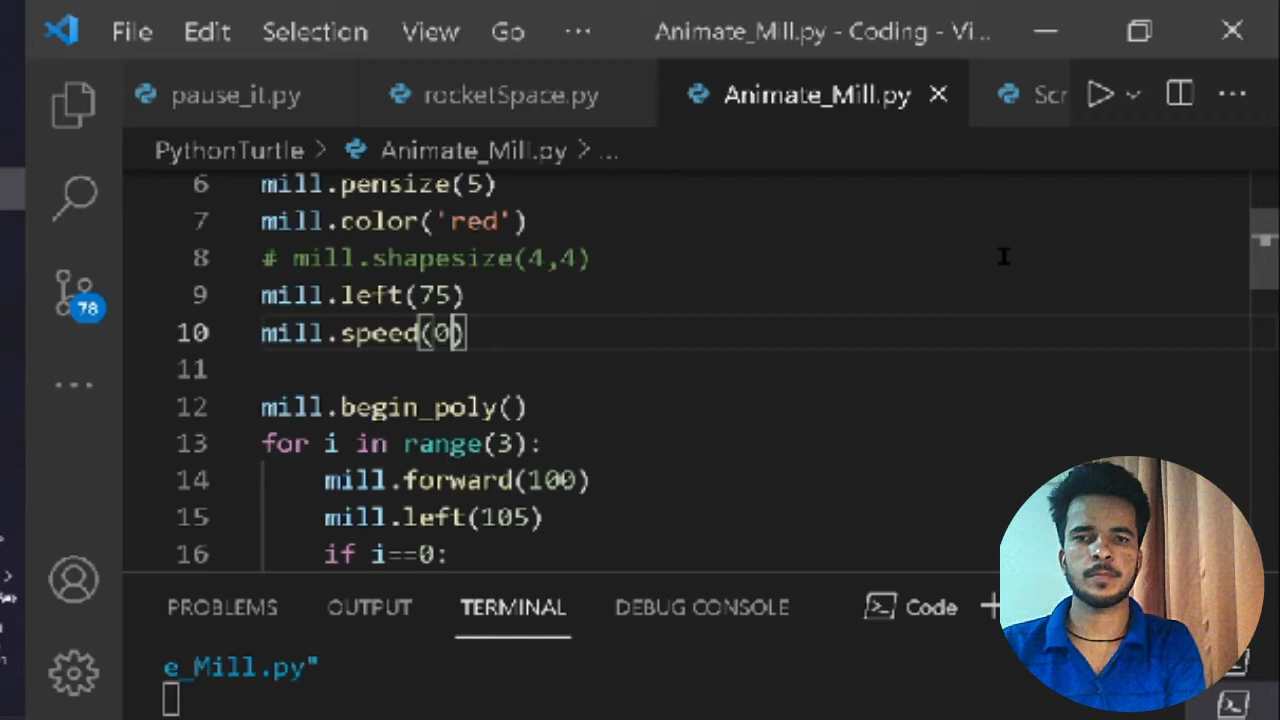 File Edit Selection View Go ··· Animate_Mill.py - Coding - Vi...
pause_it.py rocketSpace.py Animate_Mill.py Scr
PythonTurtle > Animate_Mill.py > ...
6 mill.pensize(5)
7 mill.color('red')
8 # mill.shapesize(4,4)
9 mill.left(75)
10 mill.speed(0)
11
12 mill.begin_poly()
13 for i in range(3):
14 mill.forward(100)
15 mill.left(105)
16 if i==0:
78
PROBLEMS OUTPUT TERMINAL DEBUG CONSOLE Code
e_Mill.py"